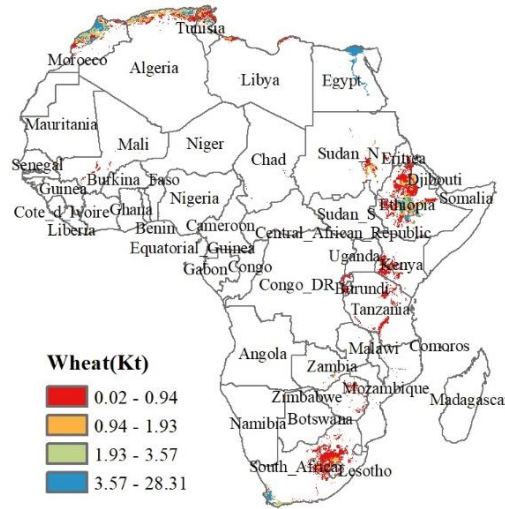 Tunisia
Morocco
Algeria
Libya
Egypt
Mauritania
Mali
Niger
Chad
Sudan_N
Eritrea
Senegal
Burkina_Faso
Djibouti
Guinea
Nigeria
Ethiopia
Somalia
Cote_d_Ivoire
Ghana
Sudan_S
Liberia
Benin
Cameroon
Central_African_Republic
Equatorial_Guinea
Uganda
Kenya
Gabon
Congo
Congo_DR
Burundi
Tanzania
Angola
Malawi
Comoros
Zambia
Mozambique
Zimbabwe
Madagascar
Namibia
Botswana
South_Africa
Lesotho
Wheat(Kt)
0.02 - 0.94
0.94 - 1.93
1.93 - 3.57
3.57 - 28.31